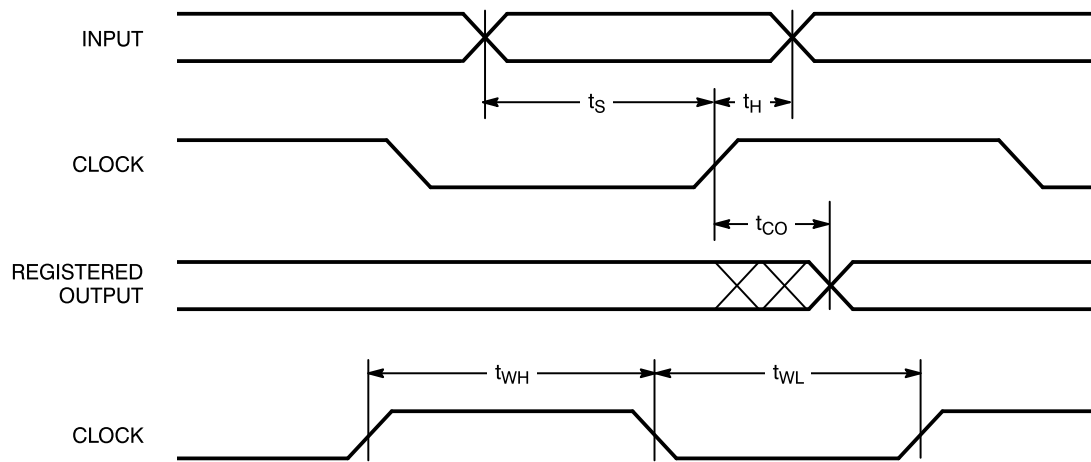 INPUT
tS
tH
CLOCK
tCO
REGISTERED
OUTPUT
tWH
tWL
CLOCK